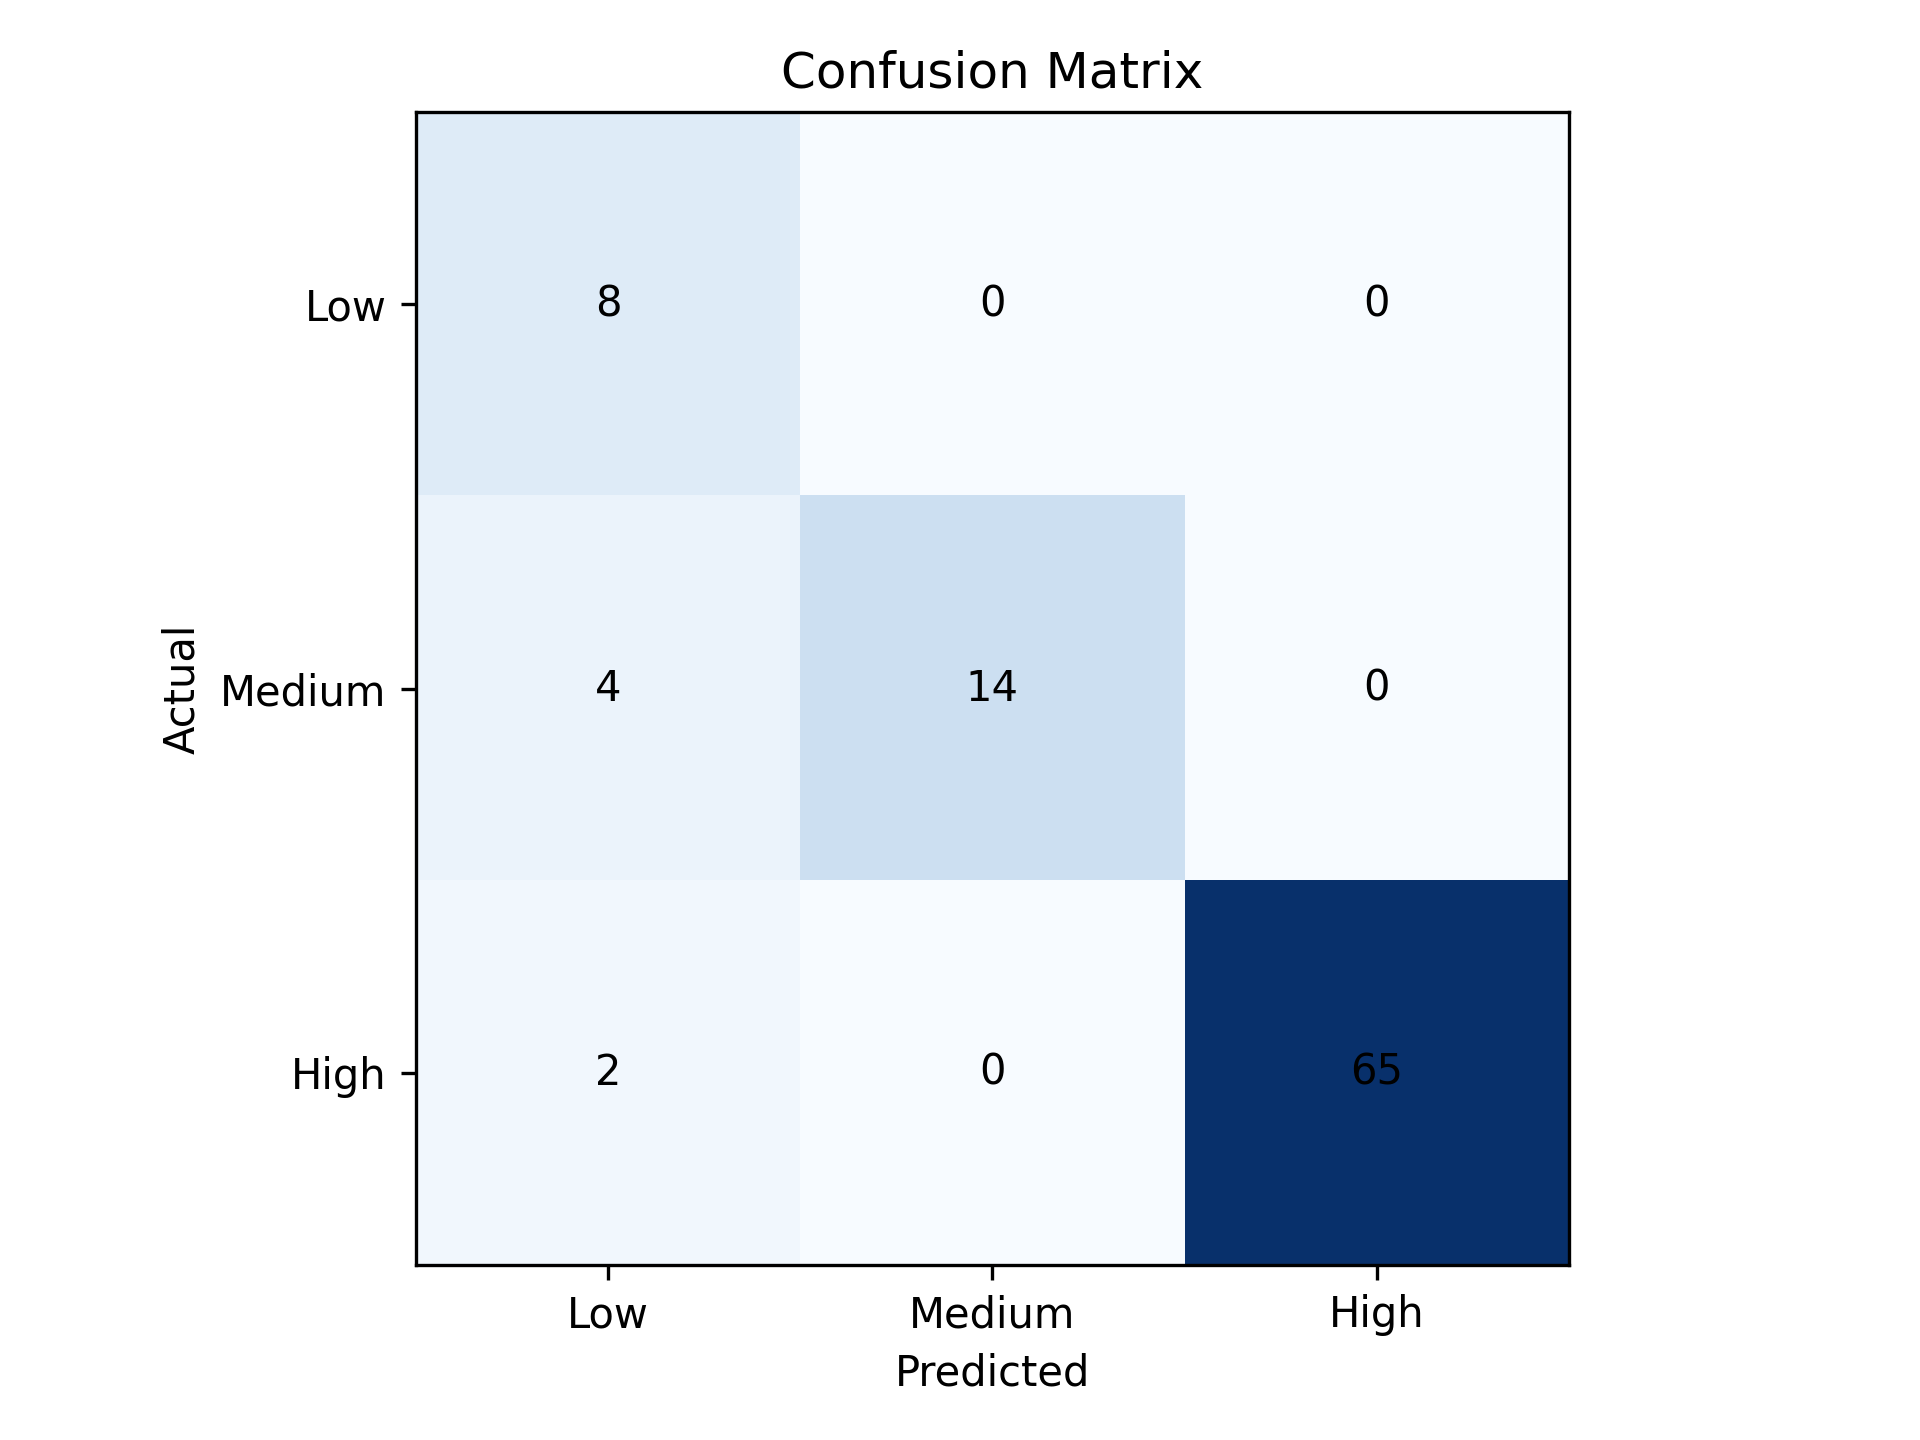 Confusion Matrix
Actual
Low 8 0 0
Medium 4 14 0
High 2 0 65
Low Medium High
Predicted